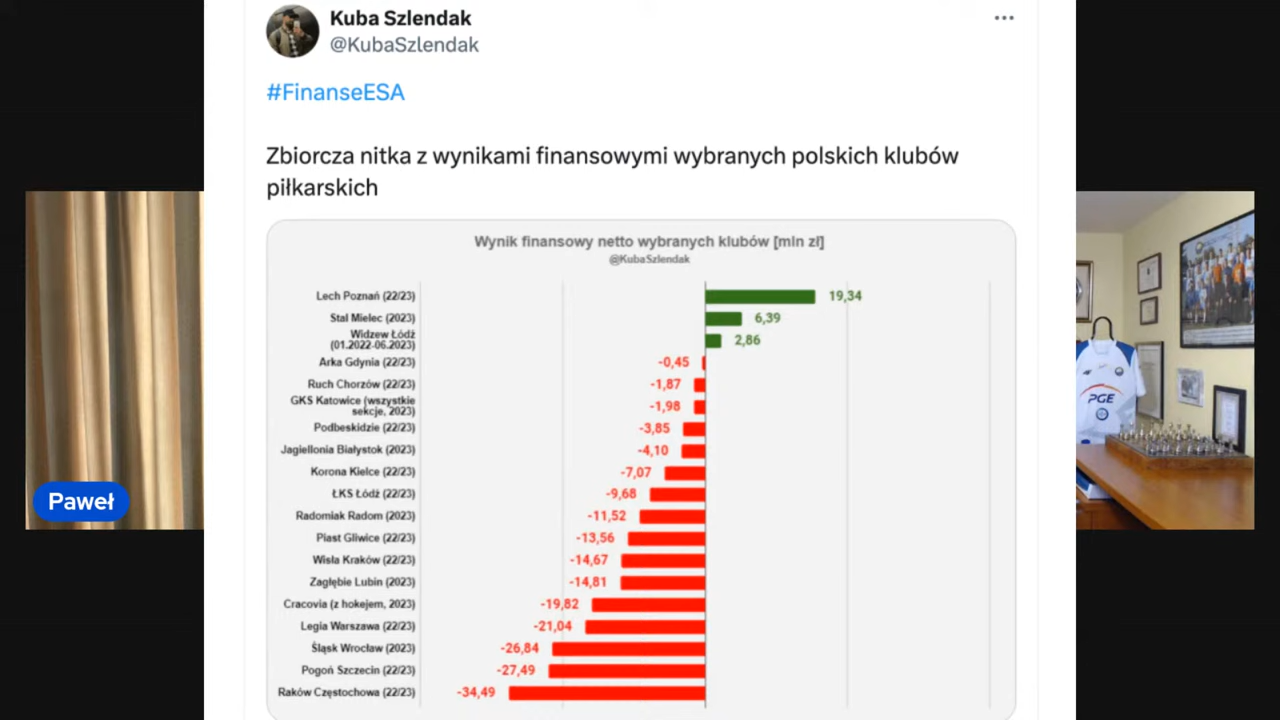 Kuba Szlendak
@KubaSzlendak
#FinanseESA
Zbiorcza nitka z wynikami finansowymi wybranych polskich klubów
piłkarskich
Wynik finansowy netto wybranych klubów [mln zł]
@KubaSzlendak
Lech Poznań (22/23) 19,34
Stal Mielec (2023) 6,39
Widzew Łódź
(01.2022-06.2023) 2,86
Arka Gdynia (22/23) -0,45
Ruch Chorzów (22/23) -1,87
GKS Katowice (wszystkie
sekcje, 2023) -1,98
Podbeskidzie (22/23) -3,85
Jagiellonia Białystok (2023) -4,10
Korona Kielce (22/23) -7,07
ŁKS Łódź (22/23) -9,68
Radomiak Radom (2023) -11,52
Piast Gliwice (22/23) -13,56
Wisła Kraków (22/23) -14,67
Zagłębie Lubin (2023) -14,81
Cracovia (z hokejem, 2023) -19,82
Legia Warszawa (22/23) -21,04
Śląsk Wrocław (2023) -26,84
Pogoń Szczecin (22/23) -27,49
Raków Częstochowa (22/23) -34,49
Paweł
PGE